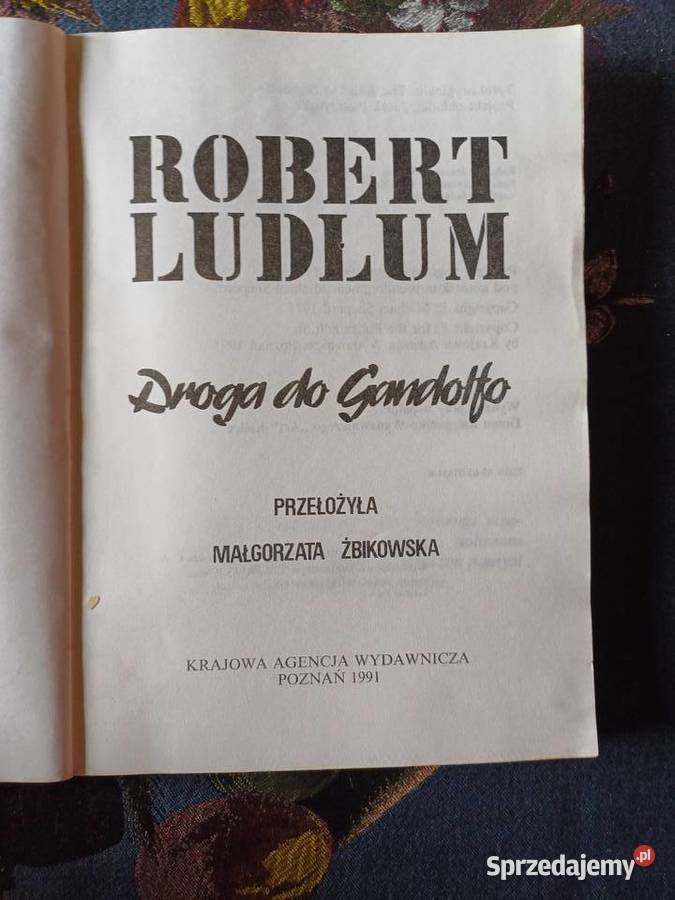 ROBERT
LUDLUM
Droga do Gandolfo
PRZEŁOŻYŁA
MAŁGORZATA ŻBIKOWSKA
KRAJOWA AGENCJA WYDAWNICZA
POZNAŃ 1991
Sprzedajemy.pl